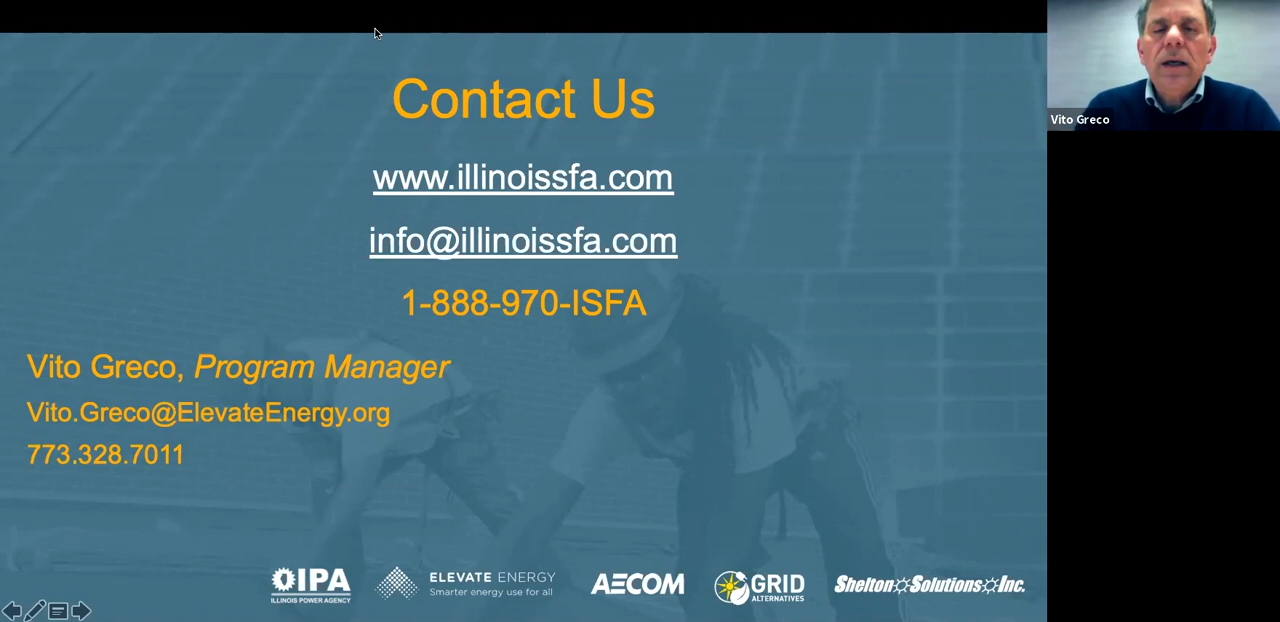 Contact Us
www.illinoissfa.com
info@illinoissfa.com
1-888-970-ISFA
Vito Greco, Program Manager
Vito.Greco@ElevateEnergy.org
773.328.7011
IPA
ILLINOIS POWER AGENCY
ELEVATE ENERGY
Smarter energy use for all
AECOM
GRID
ALTERNATIVES
Shelton Solutions Inc.
Vito Greco